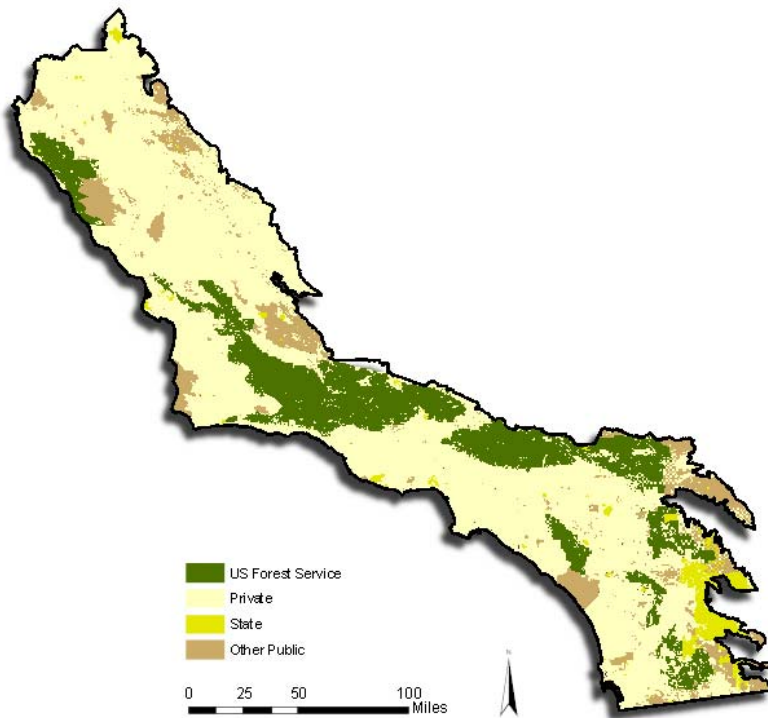 US Forest Service
Private
State
Other Public
0 25 50 100
Miles
N